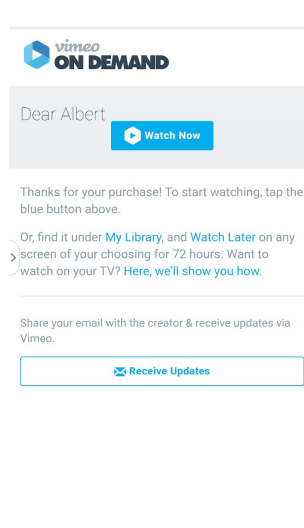 vimeo
ON DEMAND
Dear Albert
Watch Now
Thanks for your purchase! To start watching, tap the
blue button above.
Or, find it under My Library, and Watch Later on any
screen of your choosing for 72 hours. Want to
watch on your TV? Here, we'll show you how.
Share your email with the creator & receive updates via
Vimeo.
Receive Updates